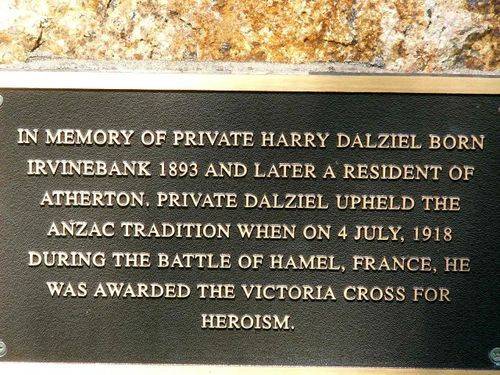 IN MEMORY OF PRIVATE HARRY DALZIEL BORN
IRVINEBANK 1893 AND LATER A RESIDENT OF
ATHERTON. PRIVATE DALZIEL UPHELD THE
ANZAC TRADITION WHEN ON 4 JULY, 1918
DURING THE BATTLE OF HAMEL, FRANCE, HE
WAS AWARDED THE VICTORIA CROSS FOR
HEROISM.